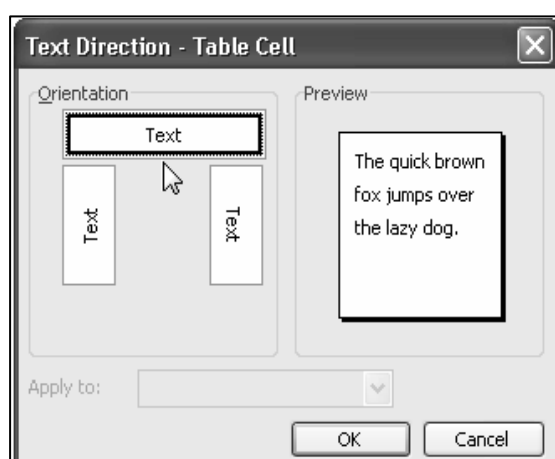 Text Direction - Table Cell
Orientation
Preview
Text
Text
Text
The quick brown
fox jumps over
the lazy dog.
Apply to:
OK
Cancel